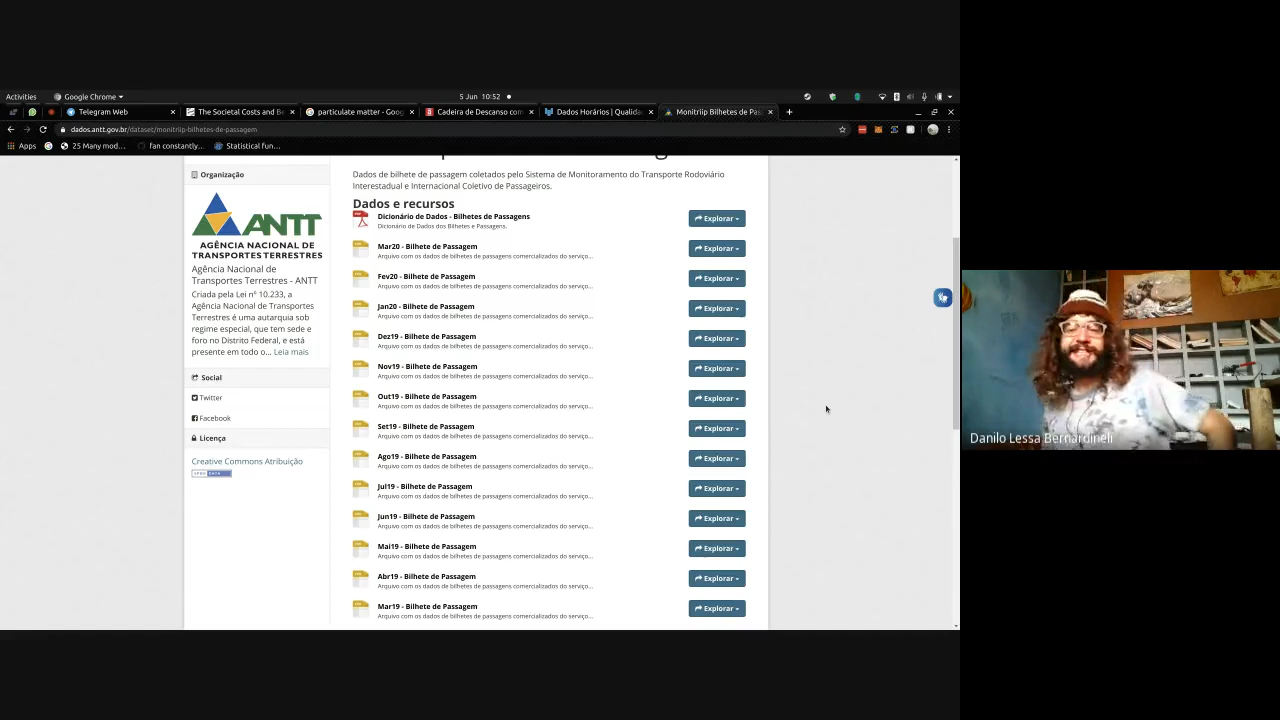 Activities
Google Chrome
5 Jun 10:52
Telegram Web
The Societal Costs and Be
particulate matter - Goog
Cadeira de Descanso com
Dados Horários | Qualida
Monitriip Bilhetes de Pas
dados.antt.gov.br/dataset/monitriip-bilhetes-de-passagem
Apps
25 Many mod...
fan constantly...
Statistical fun...
Organização
ANTT
AGÊNCIA NACIONAL DE
TRANSPORTES TERRESTRES
Agência Nacional de
Transportes Terrestres - ANTT
Criada pela Lei nº 10.233, a
Agência Nacional de Transportes
Terrestres é uma autarquia sob
regime especial, que tem sede e
foro no Distrito Federal, e está
presente em todo o... Leia mais
Social
Twitter
Facebook
Licença
Creative Commons Atribuição
Dados de bilhete de passagem coletados pelo Sistema de Monitoramento do Transporte Rodoviário
Interestadual e Internacional Coletivo de Passageiros.
Dados e recursos
Dicionário de Dados - Bilhetes de Passagens
Dicionário de Dados dos Bilhetes e Passagens.
Explorar
Mar20 - Bilhete de Passagem
Arquivo com os dados de bilhetes de passagens comercializados do serviço...
Explorar
Fev20 - Bilhete de Passagem
Arquivo com os dados de bilhetes de passagens comercializados do serviço...
Explorar
Jan20 - Bilhete de Passagem
Arquivo com os dados de bilhetes de passagens comercializados do serviço...
Explorar
Dez19 - Bilhete de Passagem
Arquivo com os dados de bilhetes de passagens comercializados do serviço...
Explorar
Nov19 - Bilhete de Passagem
Arquivo com os dados de bilhetes de passagens comercializados do serviço...
Explorar
Out19 - Bilhete de Passagem
Arquivo com os dados de bilhetes de passagens comercializados do serviço...
Explorar
Set19 - Bilhete de Passagem
Arquivo com os dados de bilhetes de passagens comercializados do serviço...
Explorar
Ago19 - Bilhete de Passagem
Arquivo com os dados de bilhetes de passagens comercializados do serviço...
Explorar
Jul19 - Bilhete de Passagem
Arquivo com os dados de bilhetes de passagens comercializados do serviço...
Explorar
Jun19 - Bilhete de Passagem
Arquivo com os dados de bilhetes de passagens comercializados do serviço...
Explorar
Mai19 - Bilhete de Passagem
Arquivo com os dados de bilhetes de passagens comercializados do serviço...
Explorar
Abr19 - Bilhete de Passagem
Arquivo com os dados de bilhetes de passagens comercializados do serviço...
Explorar
Mar19 - Bilhete de Passagem
Arquivo com os dados de bilhetes de passagens comercializados do serviço...
Explorar
Danilo Lessa Bernardineli